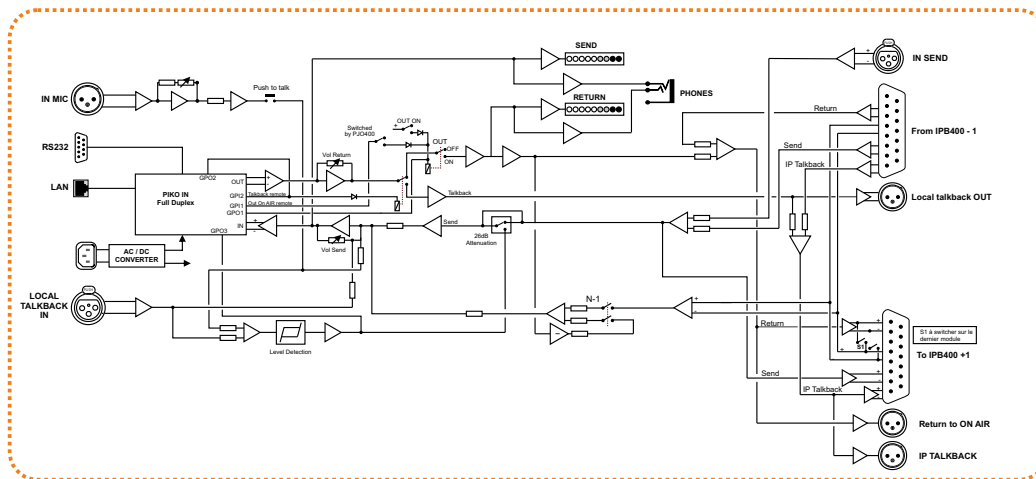 SEND
IN SEND
IN MIC
Push to talk
RETURN
PHONES
OUT ON
Return
Switched
by PJO400
OUT
OFF
ON
From IPB400 - 1
RS232
Vol Return
Send
IP Talkback
GPO2
LAN
PIKO IN
Full Duplex
OUT
GPI2
Talkback remote
GPI1
Out On AIR remote
GPO1
IN
GPO3
Talkback
Local talkback OUT
Send
28dB
Attenuation
Vol Send
AC / DC
CONVERTER
LOCAL
TALKBACK
IN
N-1
Level Detection
Return
S1
S1 à switcher sur le
dernier module
To IPB400 +1
Send
IP Talkback
Return to ON AIR
IP TALKBACK